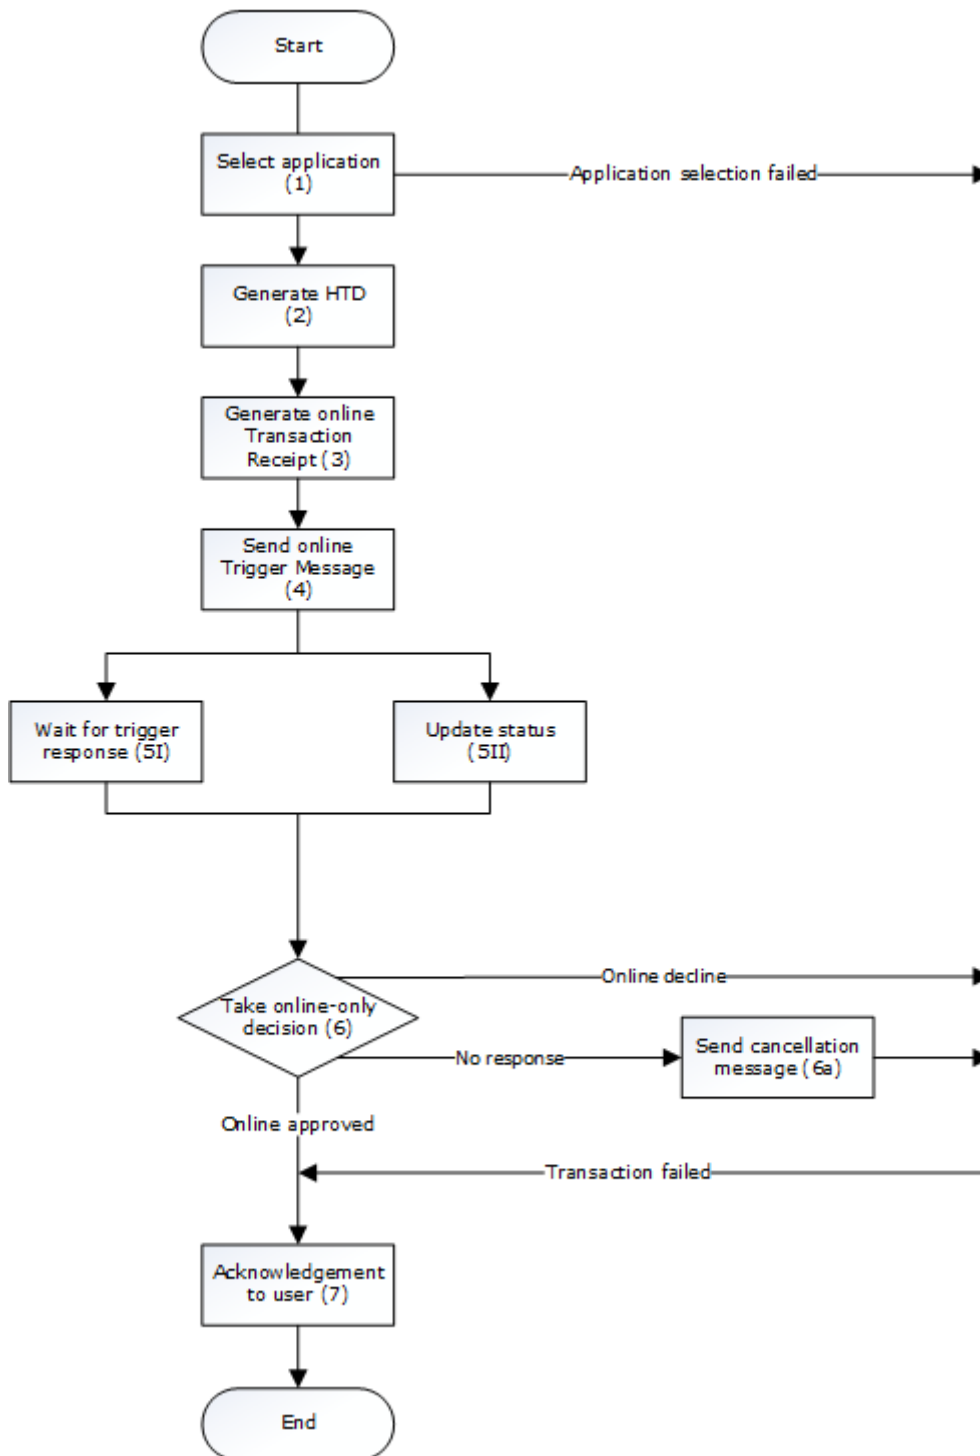 Start
Select application
(1)
Application selection failed
Generate HTD
(2)
Generate online
Transaction
Receipt (3)
Send online
Trigger Message
(4)
Wait for trigger
response (5I)
Update status
(5II)
Online decline
Take online-only
decision (6)
No response
Send cancellation
message (6a)
Online approved
Transaction failed
Acknowledgement
to user (7)
End